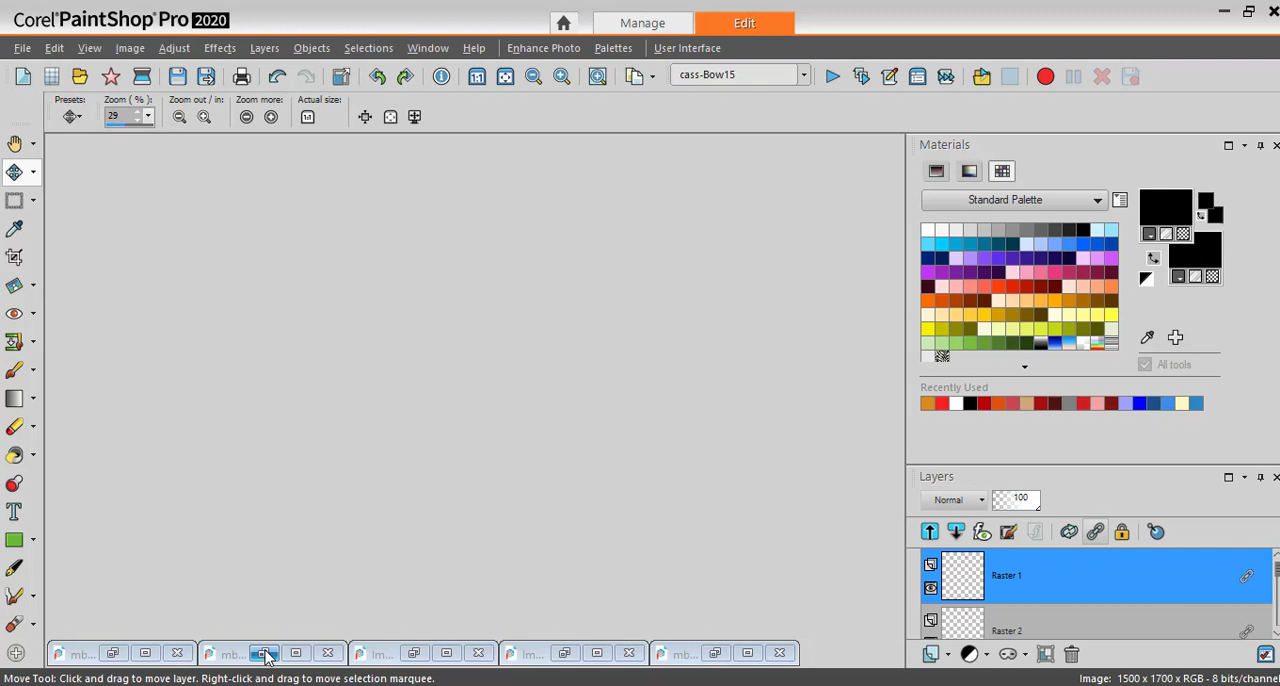 Corel PaintShop Pro 2020
Manage
Edit
File Edit View Image Adjust Effects Layers Objects Selections Window Help Enhance Photo Palettes User Interface
cass-Bow15
Presets: Zoom ( % ): Zoom out / in: Zoom more: Actual size:
29
Materials
Standard Palette
All tools
Recently Used
Layers
Normal 100
Raster 1
Raster 2
mb... mb... Im... Im... mb...
Move Tool: Click and drag to move layer. Right-click and drag to move selection marquee.
Image: 1500 x 1700 x RGB - 8 bits/channe